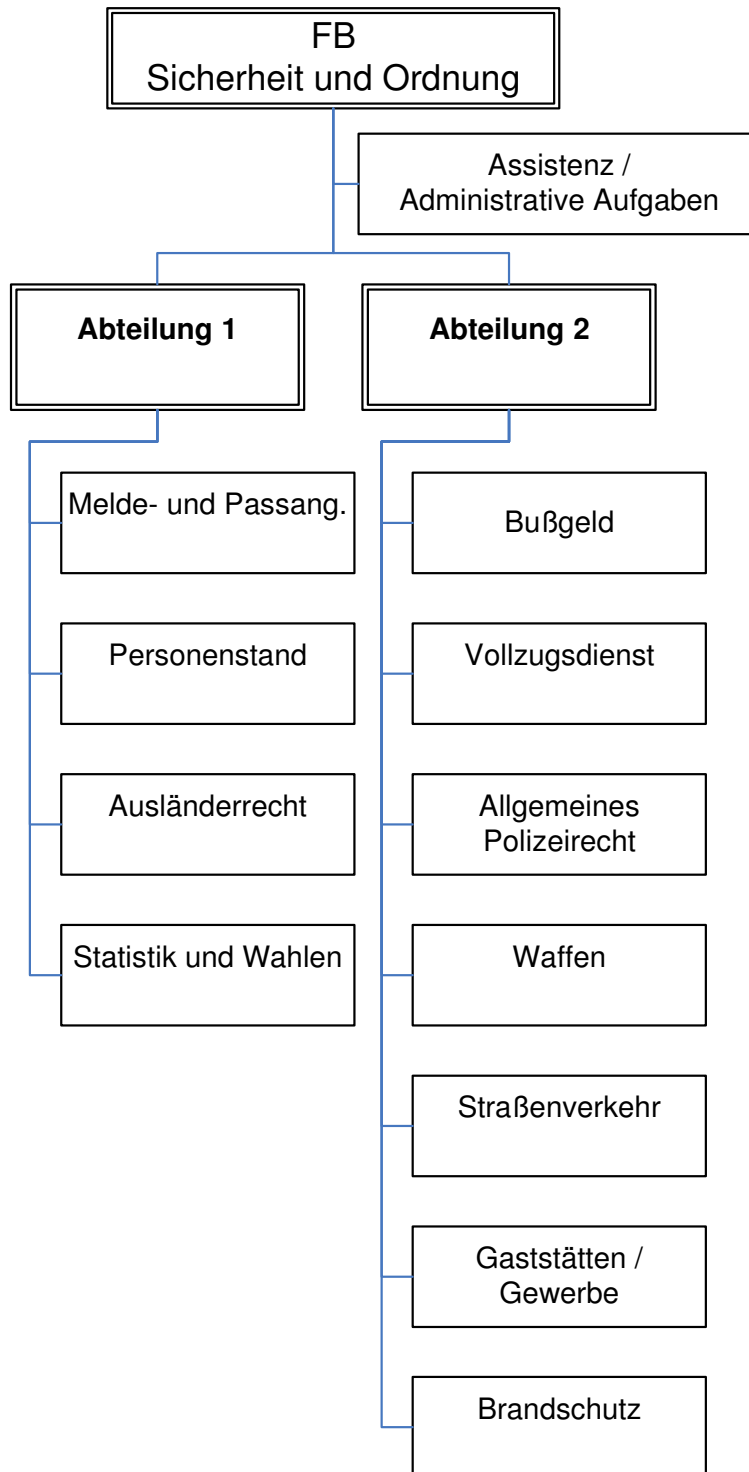 FB
Sicherheit und Ordnung
Assistenz /
Administrative Aufgaben
Abteilung 1
Abteilung 2
Melde- und Passang.
Bußgeld
Personenstand
Vollzugsdienst
Ausländerrecht
Allgemeines
Polizeirecht
Statistik und Wahlen
Waffen
Straßenverkehr
Gaststätten /
Gewerbe
Brandschutz